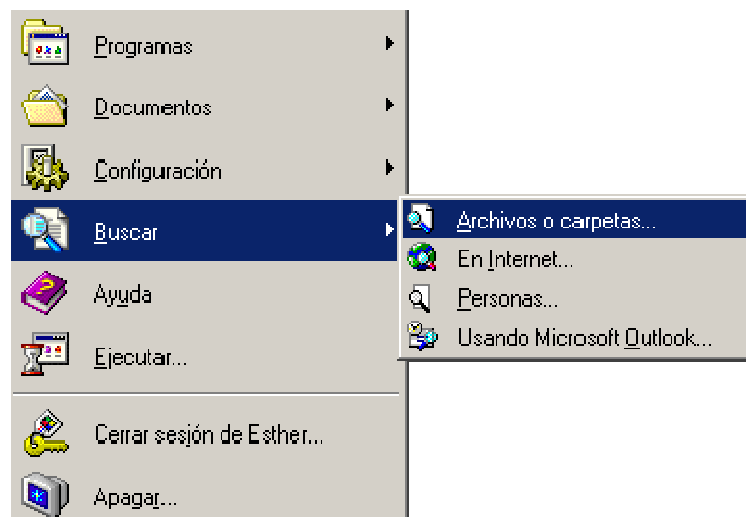 Programas
Documentos
Configuración
Buscar
Archivos o carpetas...
En Internet...
Personas...
Usando Microsoft Outlook...
Ayuda
Ejecutar...
Cerrar sesión de Esther...
Apagar...